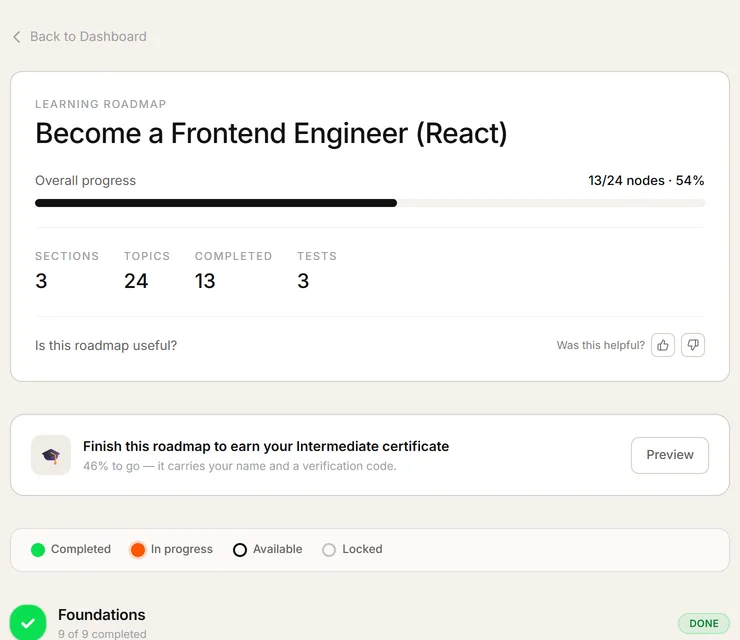 Back to Dashboard
LEARNING ROADMAP
Become a Frontend Engineer (React)
Overall progress
13/24 nodes · 54%
SECTIONS
TOPICS
COMPLETED
TESTS
3
24
13
3
Is this roadmap useful?
Was this helpful?
Finish this roadmap to earn your Intermediate certificate
46% to go — it carries your name and a verification code.
Preview
Completed
In progress
Available
Locked
Foundations
DONE
9 of 9 completed